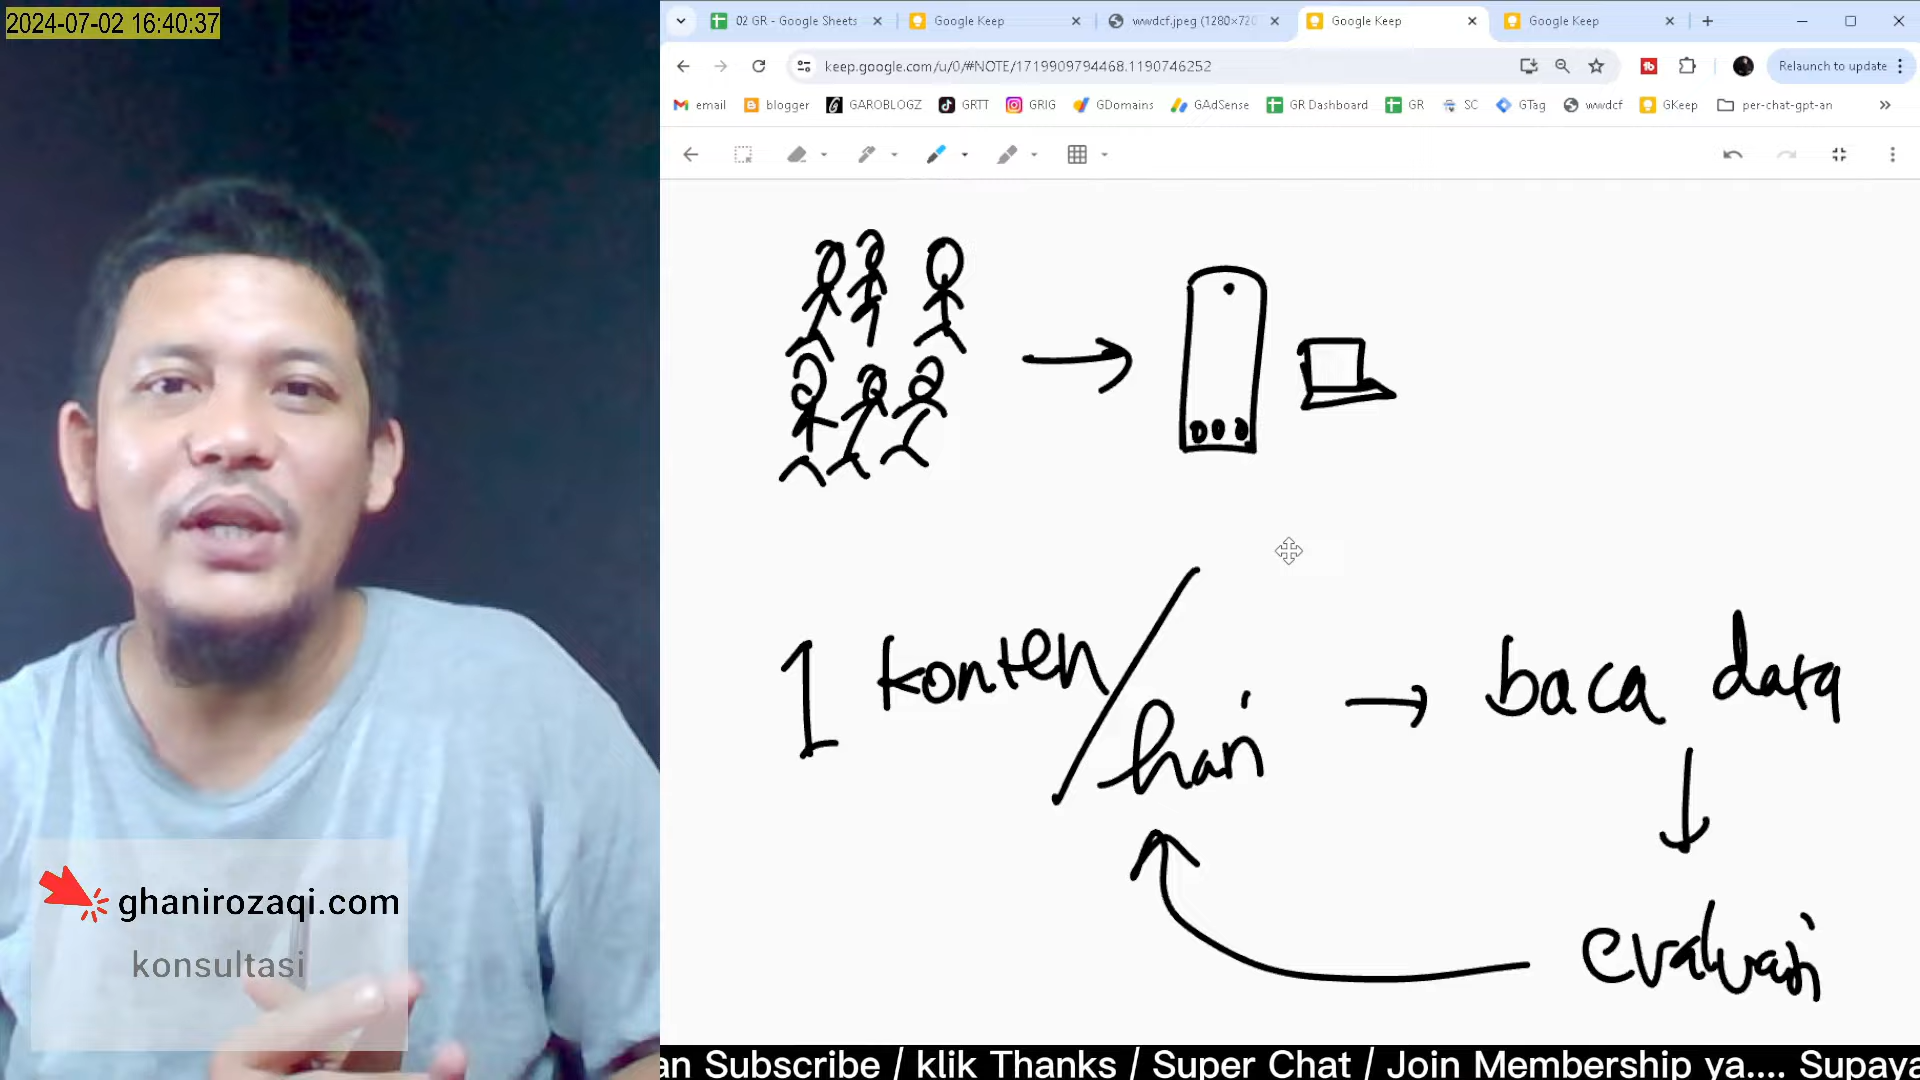 2024-07-02 16:40:37
02 GR - Google Sheets
Google Keep
wwdcf.jpeg (1280×720
Google Keep
Google Keep
keep.google.com/u/0/#NOTE/1719909794468.1190746252
Relaunch to update
email
blogger
GAROBLOGZ
GRTT
GRIG
GDomains
GAdSense
GR Dashboard
GR
SC
GTag
wwdcf
GKeep
per-chat-gpt-an
1 konten/hari → baca data
evaluasi
ghanirozaqi.com
konsultasi
an Subscribe / klik Thanks / Super Chat / Join Membership ya.... Supaya